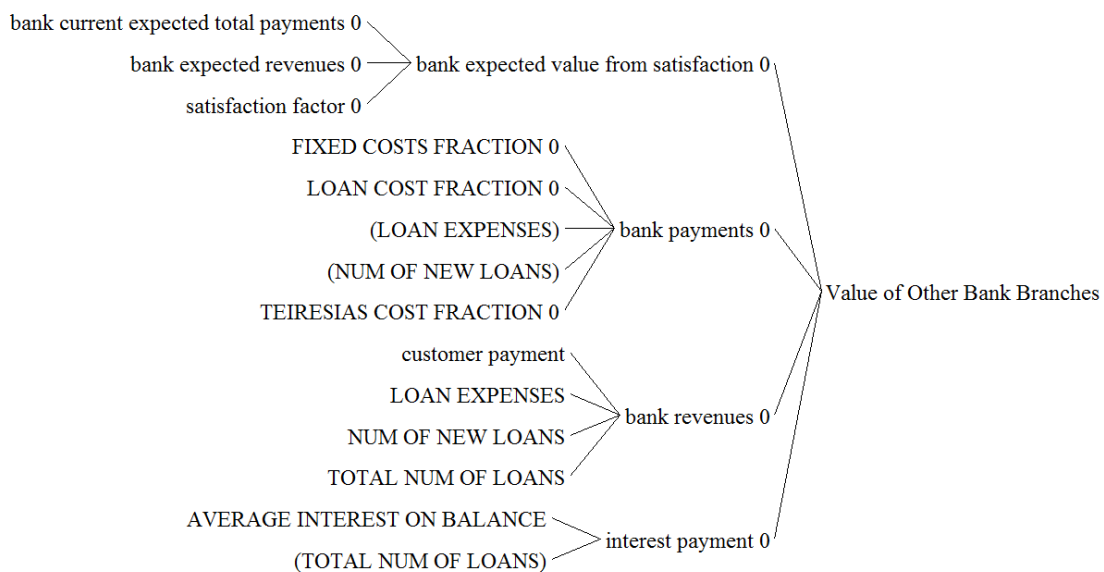 bank current expected total payments 0
bank expected revenues 0
bank expected value from satisfaction 0
satisfaction factor 0
FIXED COSTS FRACTION 0
LOAN COST FRACTION 0
(LOAN EXPENSES)
bank payments 0
(NUM OF NEW LOANS)
TEIRESIAS COST FRACTION 0
Value of Other Bank Branches
customer payment
LOAN EXPENSES
bank revenues 0
NUM OF NEW LOANS
TOTAL NUM OF LOANS
AVERAGE INTEREST ON BALANCE
interest payment 0
(TOTAL NUM OF LOANS)